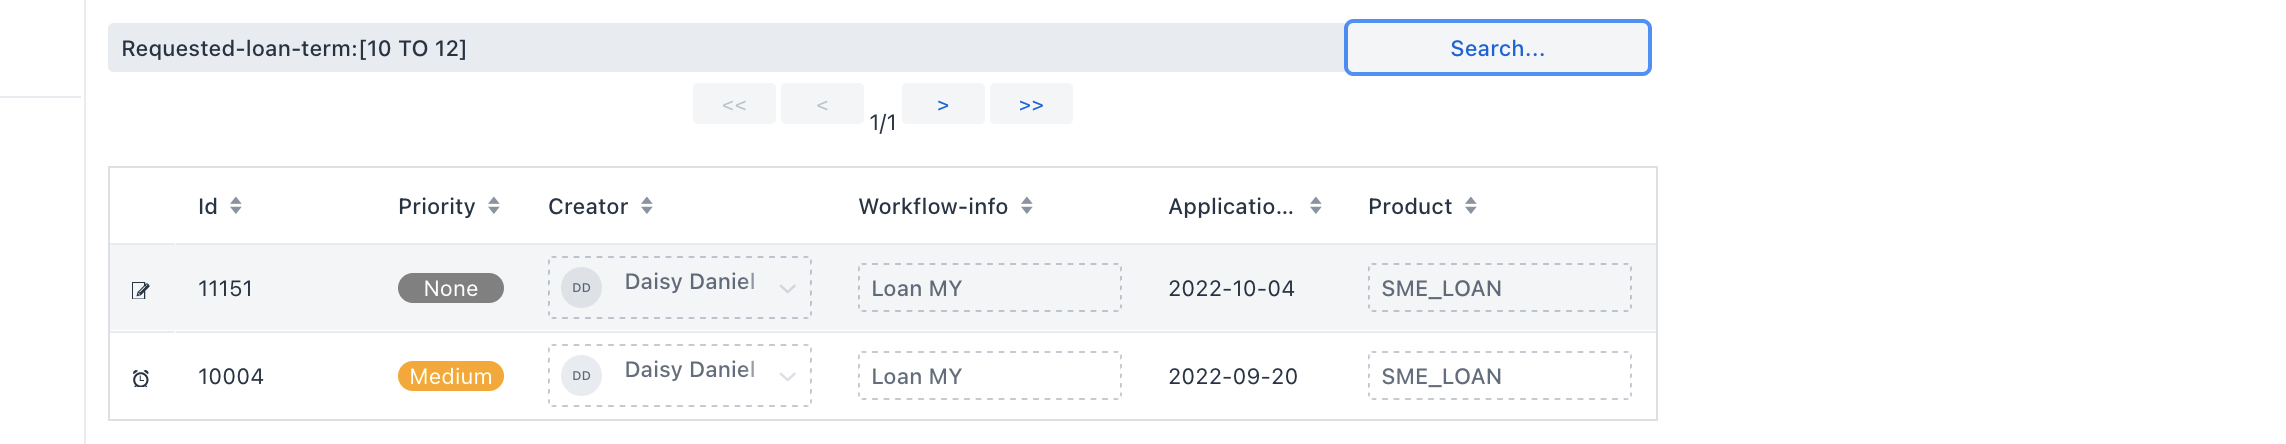 Requested-loan-term:[10 TO 12] Search...
<< < 1/1 > >>
Id Priority Creator Workflow-info Applicatio... Product
11151 None DD Daisy Daniel Loan MY 2022-10-04 SME_LOAN
10004 Medium DD Daisy Daniel Loan MY 2022-09-20 SME_LOAN